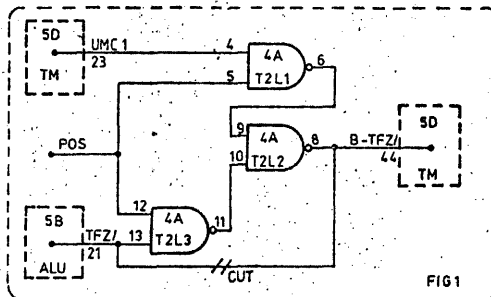 5D
UMC 1
23
TM
4
5
4A
T2L1
6
POS
9
10
4A
T2L2
8
B-TFZ/
44
5D
TM
12
13
4A
T2L3
11
5B
TFZ/
21
ALU
CUT
FIG1